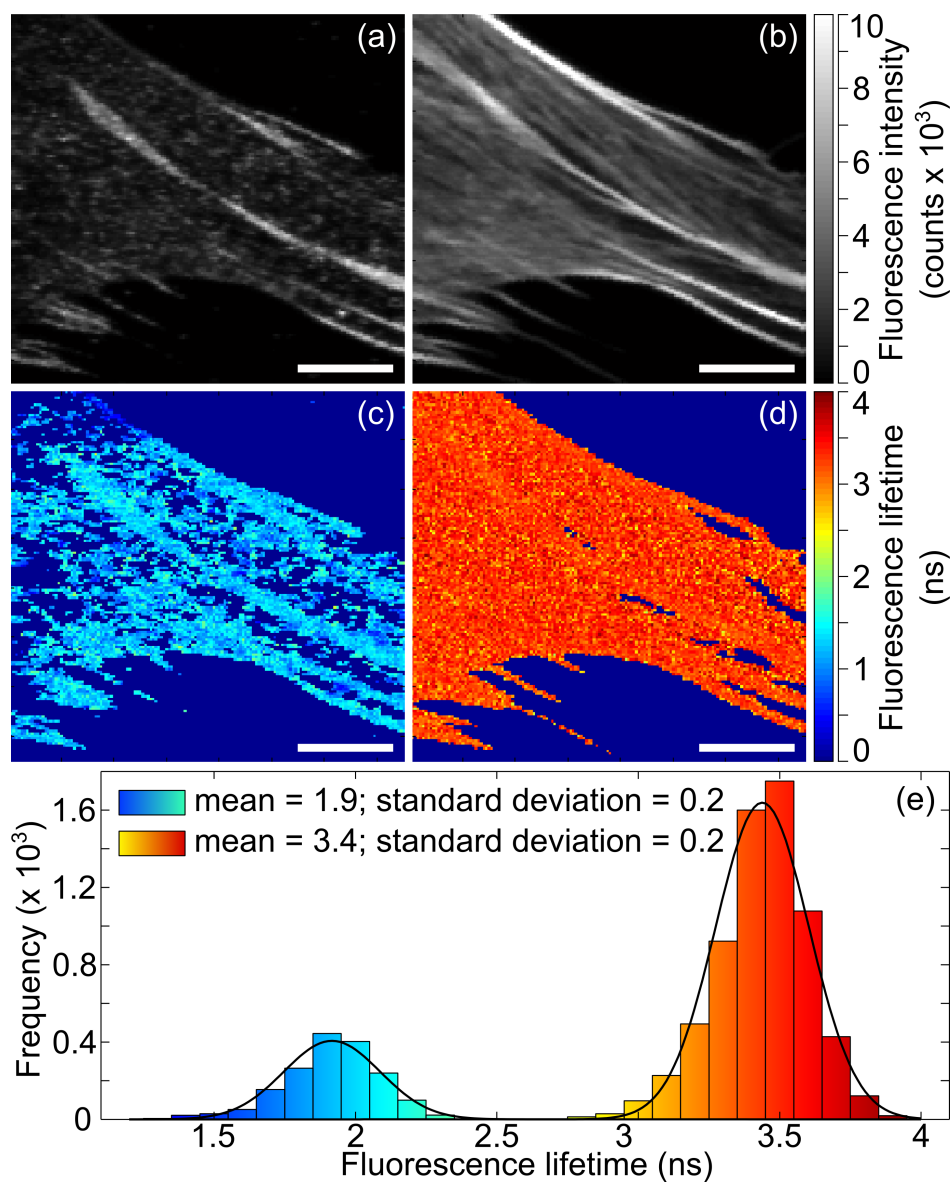 (a)
(b)
10
8
6
4
2
0
Fluorescence intensity
(counts x 10³)
(c)
(d)
4
3
2
1
0
Fluorescence lifetime
(ns)
(e)
mean = 1.9; standard deviation = 0.2
mean = 3.4; standard deviation = 0.2
Frequency (x 10³)
1.6
1.2
0.8
0.4
0
1.5
2
2.5
3
3.5
4
Fluorescence lifetime (ns)